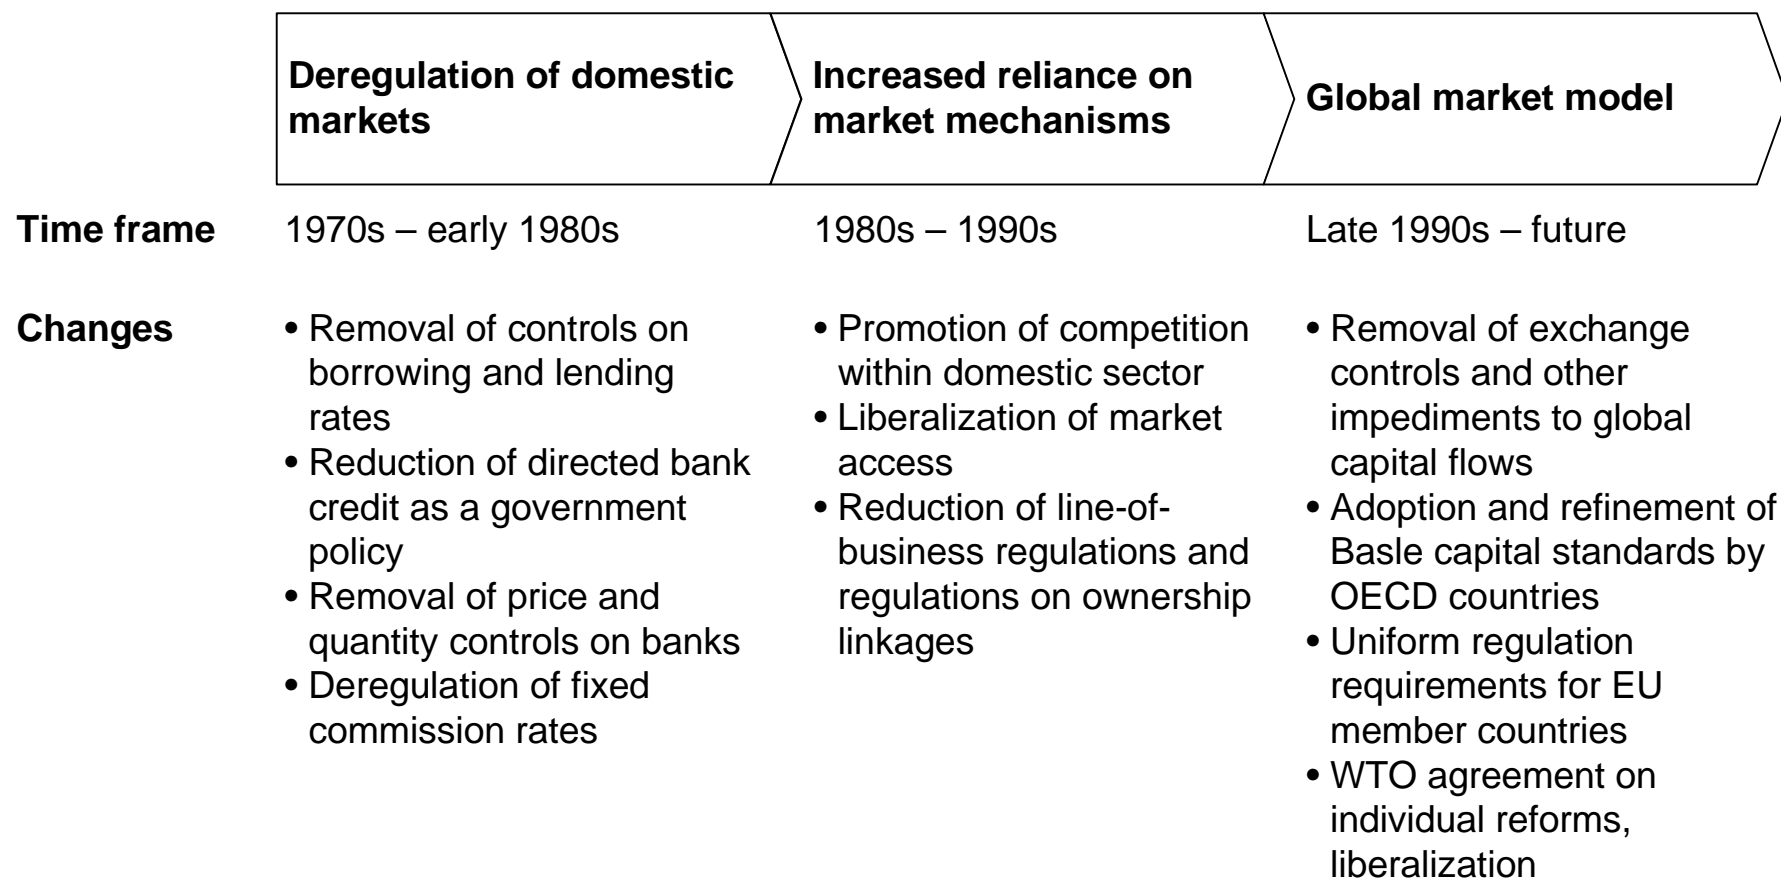 Deregulation of domestic
markets
Increased reliance on
market mechanisms
Global market model
Time frame
1970s – early 1980s
1980s – 1990s
Late 1990s – future
Changes
• Removal of controls on
borrowing and lending
rates
• Reduction of directed bank
credit as a government
policy
• Removal of price and
quantity controls on banks
• Deregulation of fixed
commission rates
• Promotion of competition
within domestic sector
• Liberalization of market
access
• Reduction of line-of-
business regulations and
regulations on ownership
linkages
• Removal of exchange
controls and other
impediments to global
capital flows
• Adoption and refinement of
Basle capital standards by
OECD countries
• Uniform regulation
requirements for EU
member countries
• WTO agreement on
individual reforms,
liberalization